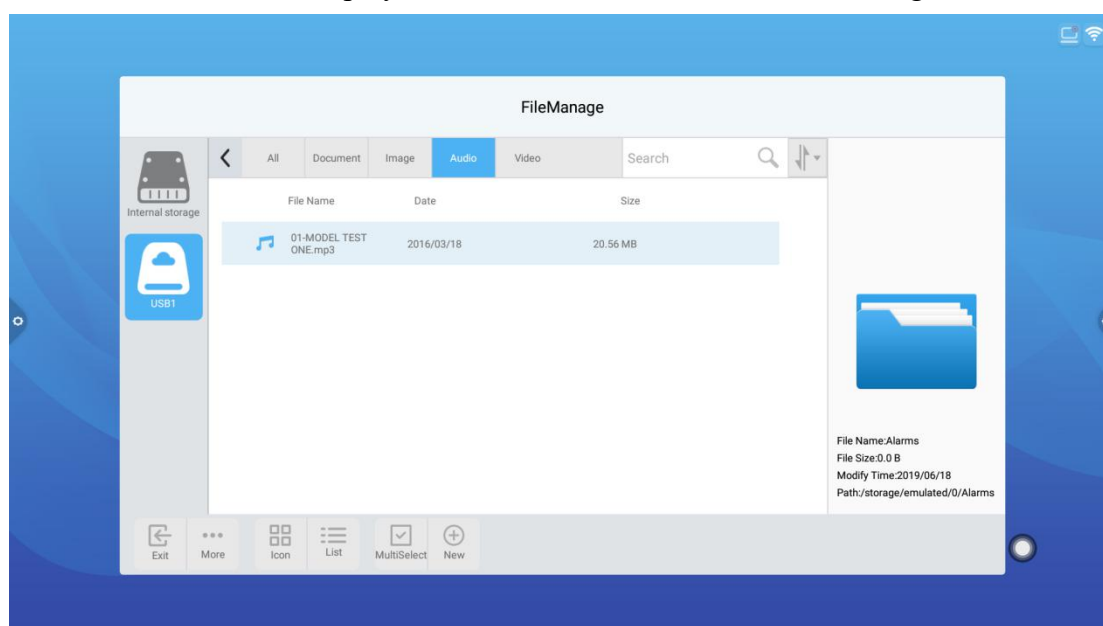 FileManage
Internal storage
USB1
All Document Image Audio Video Search
File Name Date Size
01-MODEL TEST
ONE.mp3
2016/03/18 20.56 MB
File Name:Alarms
File Size:0.0 B
Modify Time:2019/06/18
Path:/storage/emulated/0/Alarms
Exit More Icon List MultiSelect New